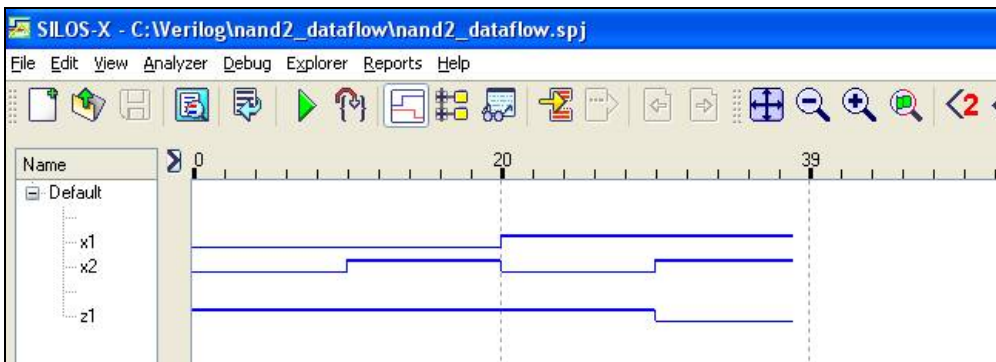 SILOS-X - C:\Verilog\nand2_dataflow\nand2_dataflow.spj
File Edit View Analyzer Debug Explorer Reports Help
2
Name 0 20 39
Default
x1
x2
z1